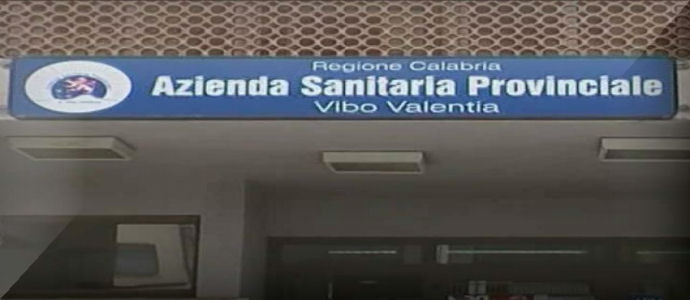 Regione Calabria
Azienda Sanitaria Provinciale
Vibo Valentia